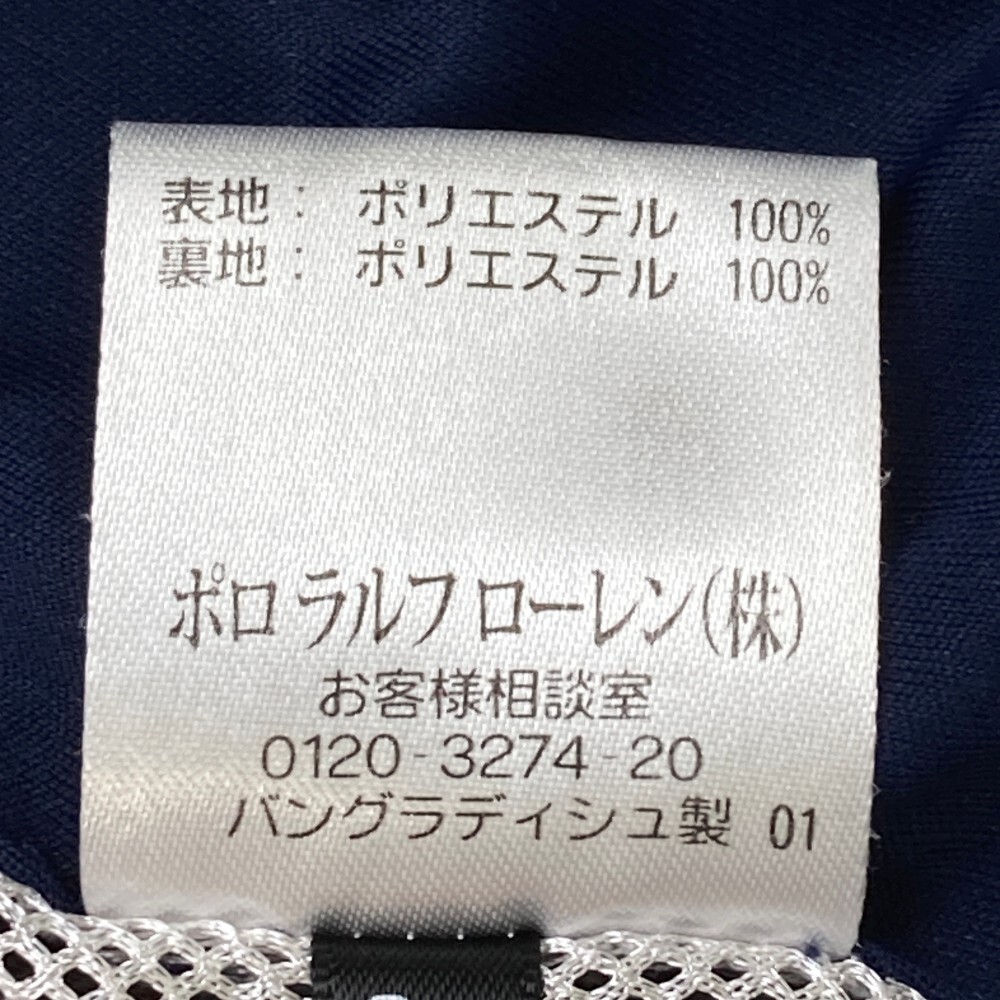 表地： ポリエステル 100%
裏地： ポリエステル 100%
ポロ ラルフ ローレン(株)
お客様相談室
0120-3274-20
バングラディシュ製 01